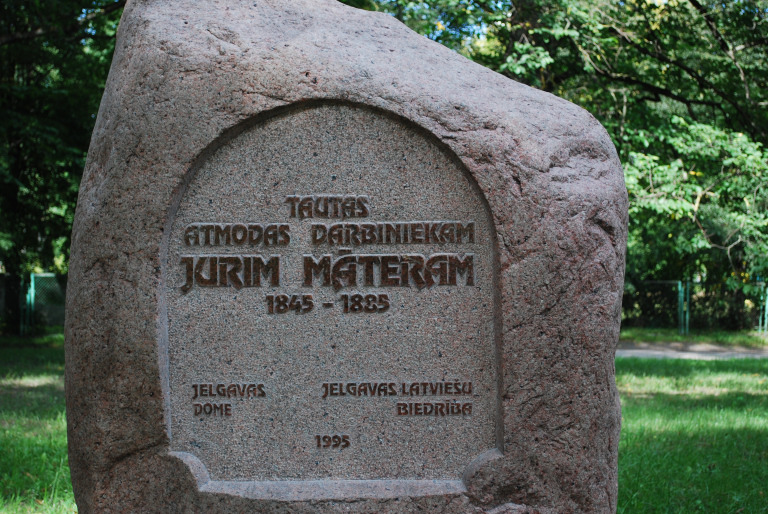 TAUTAS
ATMODAS DARBINIEKAM
JURIM MĀTERAM
1845 - 1885
JELGAVAS
DOME
JELGAVAS LATVIEŠU
BIEDRĪBA
1995